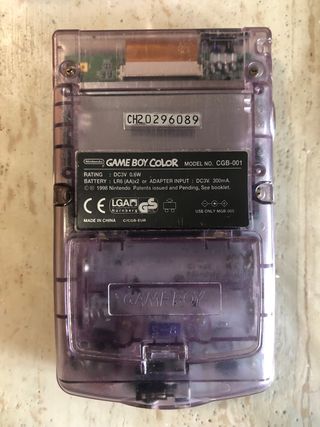 CH20296089
Nintendo GAME BOY COLOR MODEL NO. CGB-001
RATING : DC3V 0.6W
BATTERY : LR6 (AA)x2 or ADAPTER INPUT : DC3V 300mA
© 1998 Nintendo Patents issued and Pending, See booklet.
CE LGA Nürnberg GS
USE ONLY MGB-005
MADE IN CHINA C/CGB-EUR
GAME BOY